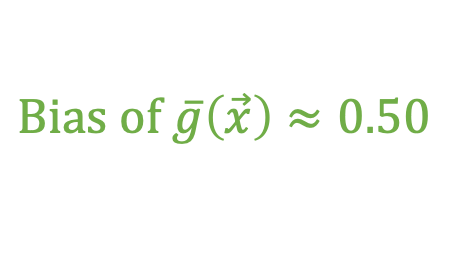 Bias of ḡ(x⃗) ≈ 0.50